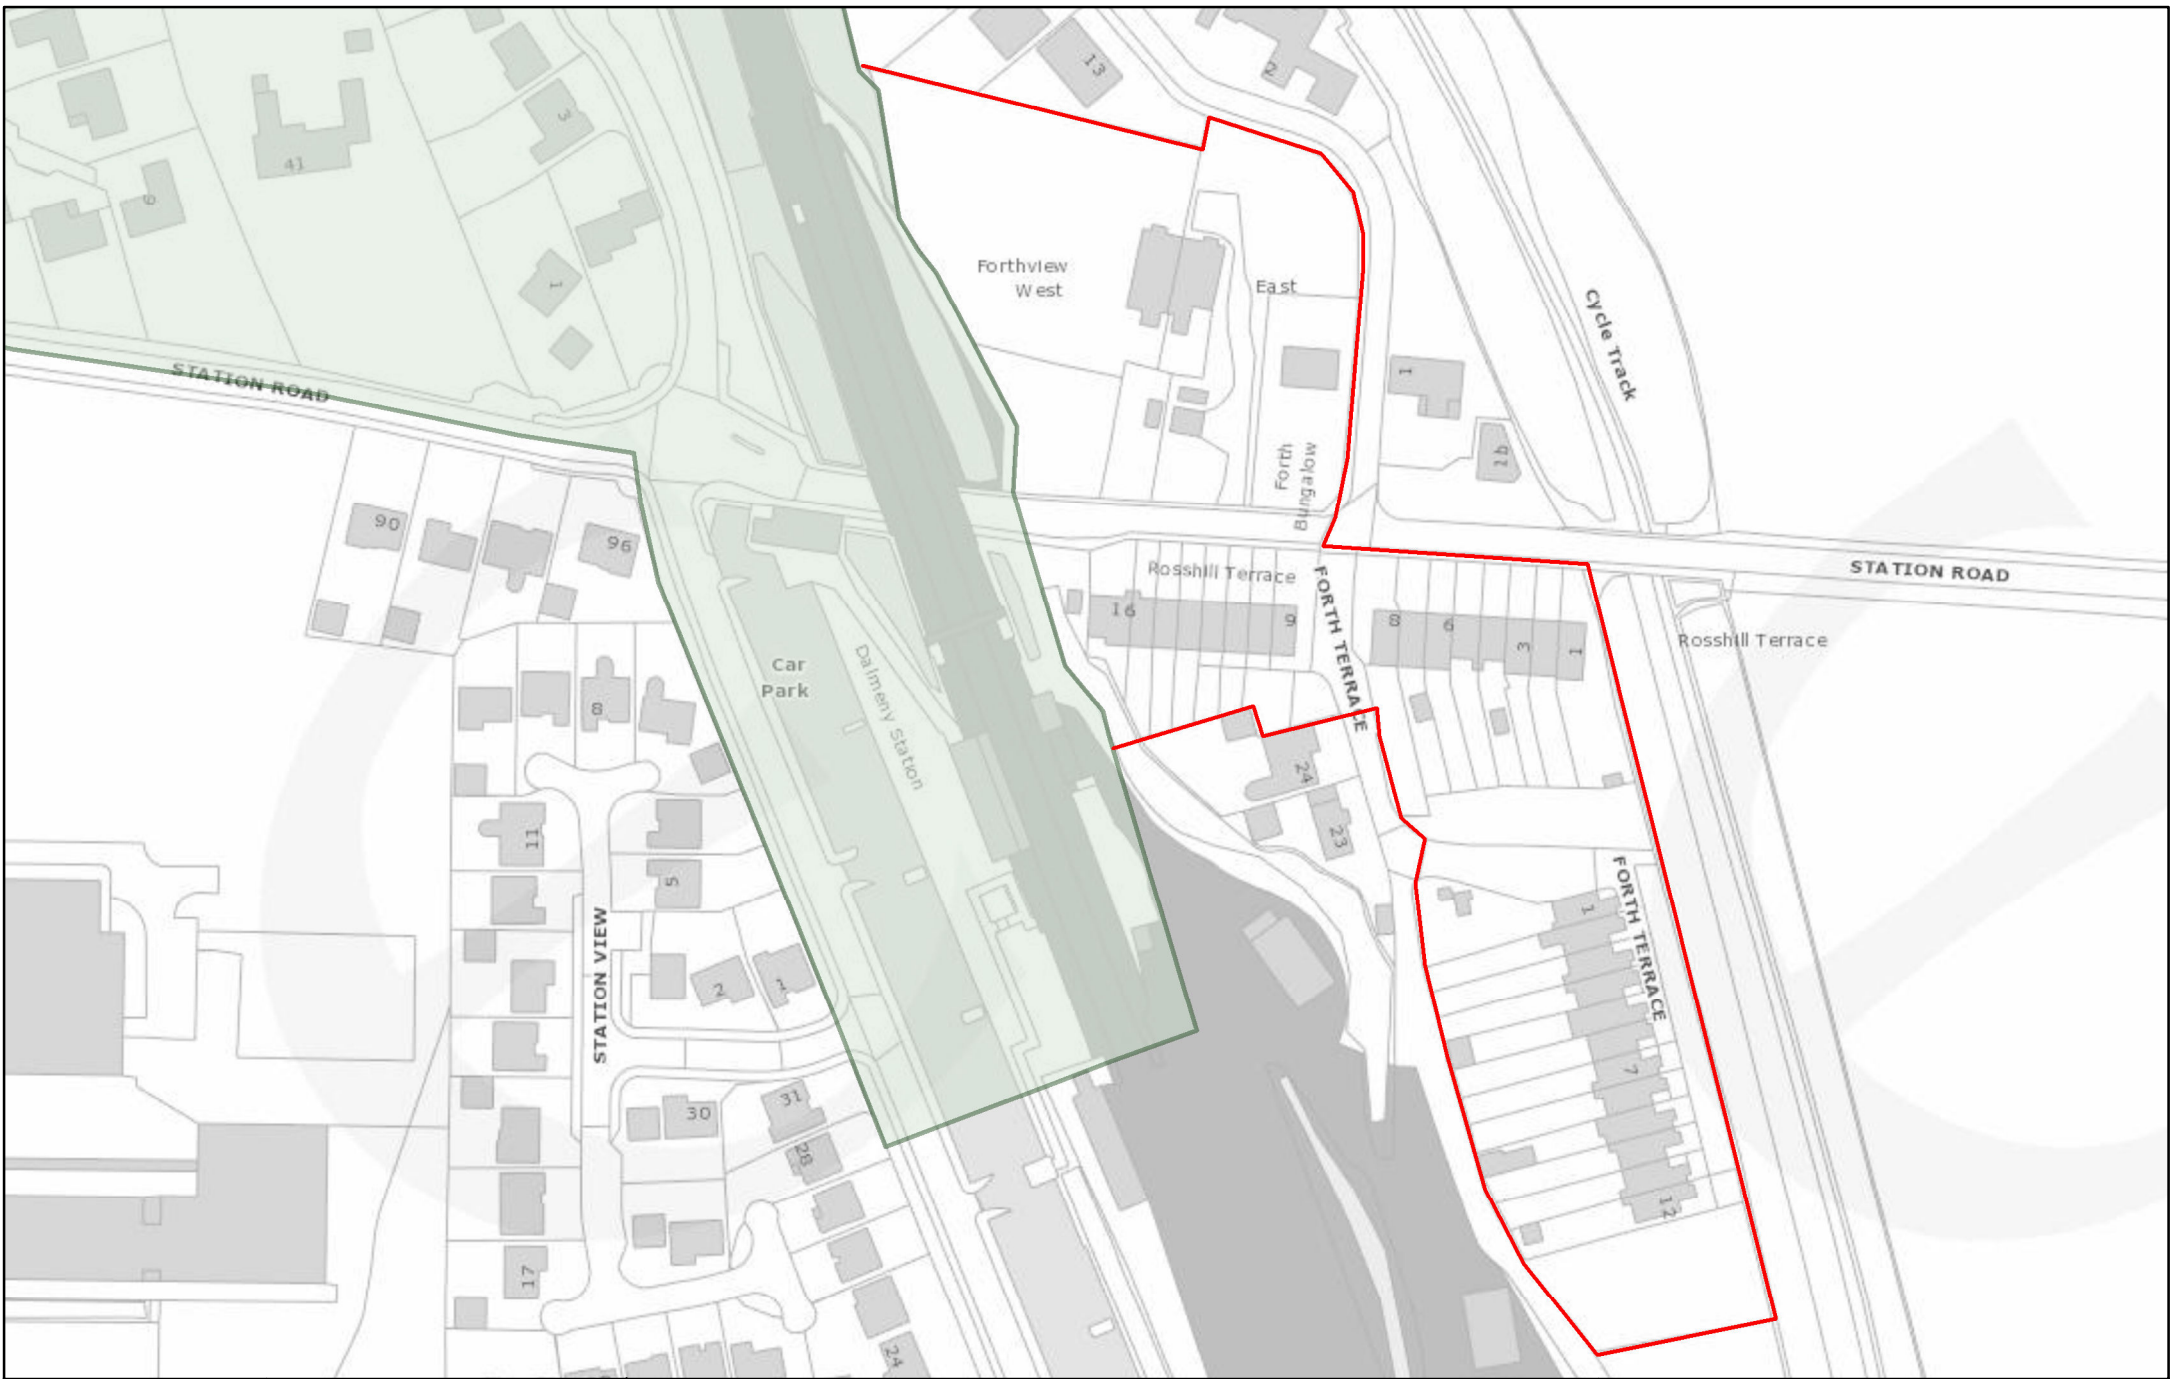 13
2
3
41
9
1
Forthview
West
East
Cycle Track
STATION ROAD
1
1b
Forth
Bungalow
90
96
STATION ROAD
Rosshill Terrace
16
9
FORTH TERRACE
8
6
3
1
Rosshill Terrace
Car
Park
Dalmeny Station
8
24
23
11
5
FORTH TERRACE
1
STATION VIEW
2
1
7
30
31
28
12
17
24